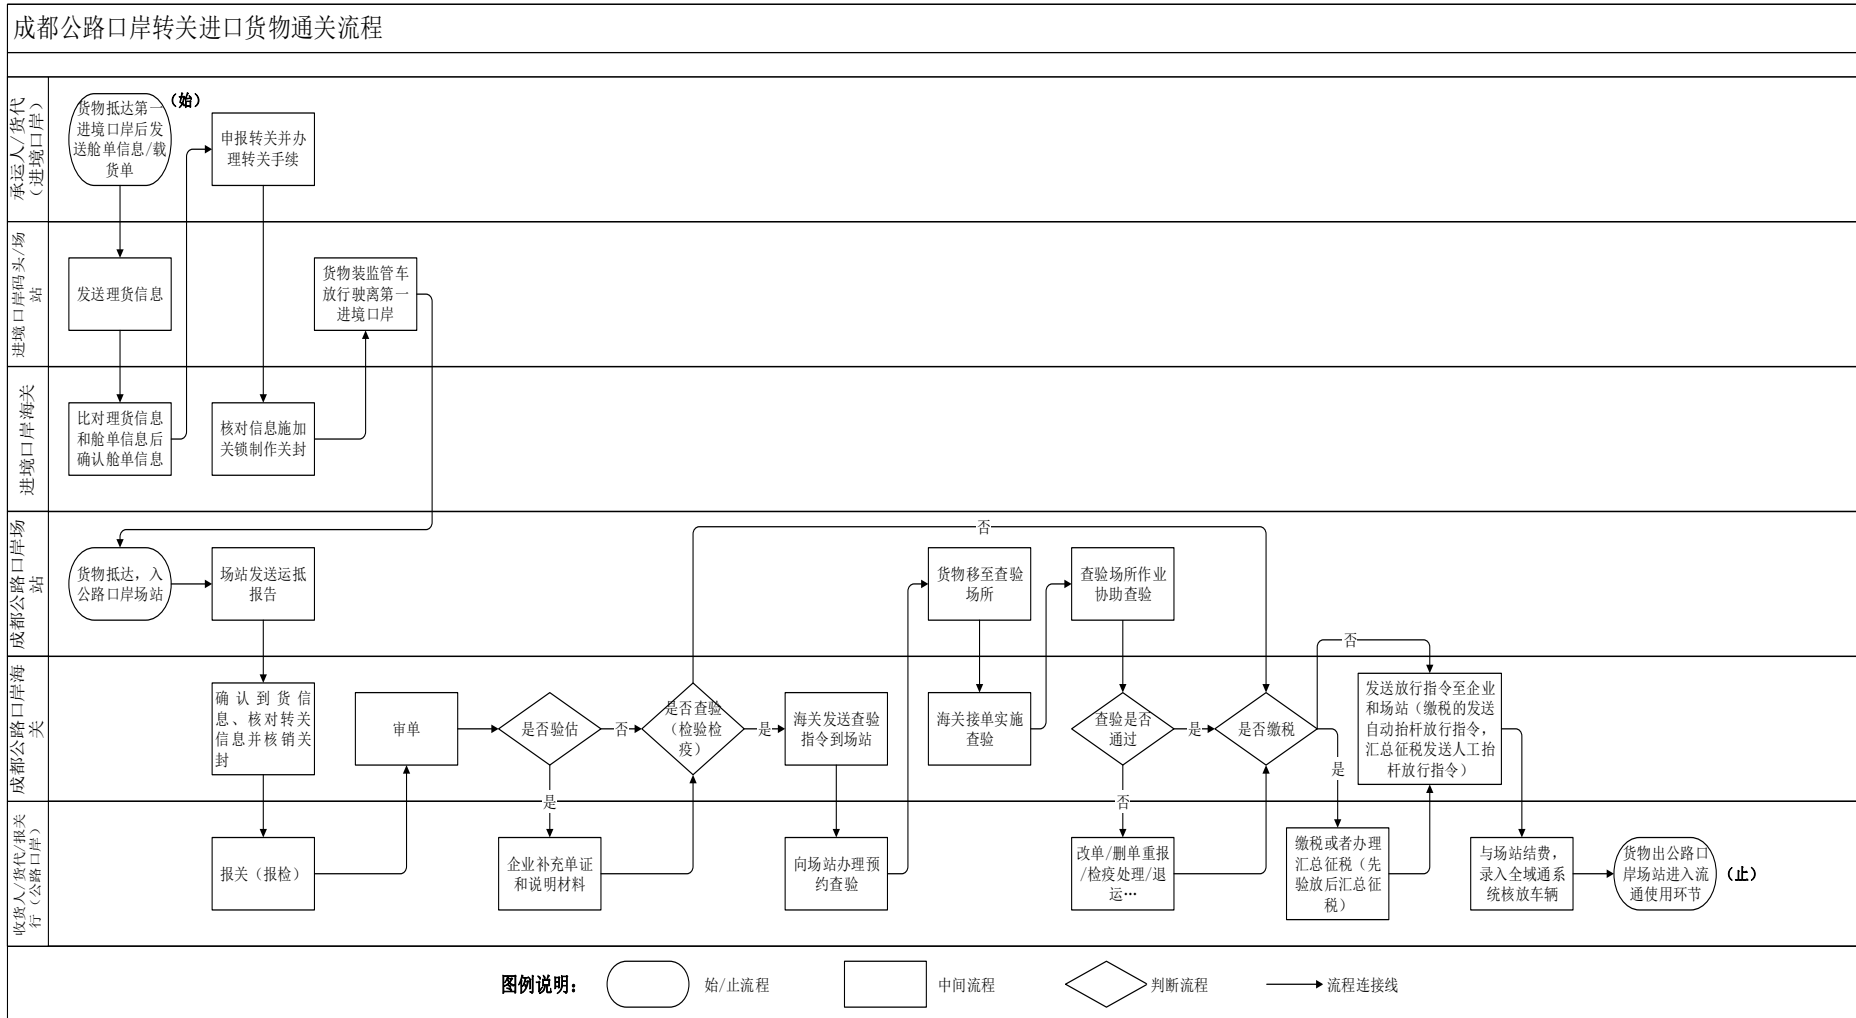 成都公路口岸转关进口货物通关流程
承运人/货代
（进境口岸）
货物抵达第一
进境口岸后发
送舱单信息/载
货单
（始）
申报转关并办
理转关手续
进境口岸码头/场
站
发送理货信息
货物装监管车
放行驶离第一
进境口岸
进境口岸海关
比对理货信息
和舱单信息后
确认舱单信息
核对信息施加
关锁制作关封
成都公路口岸场
站
货物抵达，入
公路口岸场站
场站发送运抵
报告
否
货物移至查验
场所
查验场所作业
协助查验
否
成都公路口岸海
关
确认到货信
息、核对转关
信息并核销关
封
审单
是否验估
否
是否查验
（检验检
疫）
是
海关发送查验
指令到场站
海关接单实施
查验
查验是否
通过
是
是否缴税
发送放行指令至企业
和场站（缴税的发送
自动抬杆放行指令，
汇总征税发送人工抬
杆放行指令）
是
是
否
收货人/货代/报关
行（公路口岸）
报关（报检）
企业补充单证
和说明材料
向场站办理预
约查验
改单/删单重报
/检疫处理/退
运…
缴税或者办理
汇总征税（先
验放后汇总征
税）
与场站结费，
录入全域通系
统核放车辆
货物出公路口
岸场站进入流
通使用环节
（止）
图例说明：
始/止流程
中间流程
判断流程
流程连接线